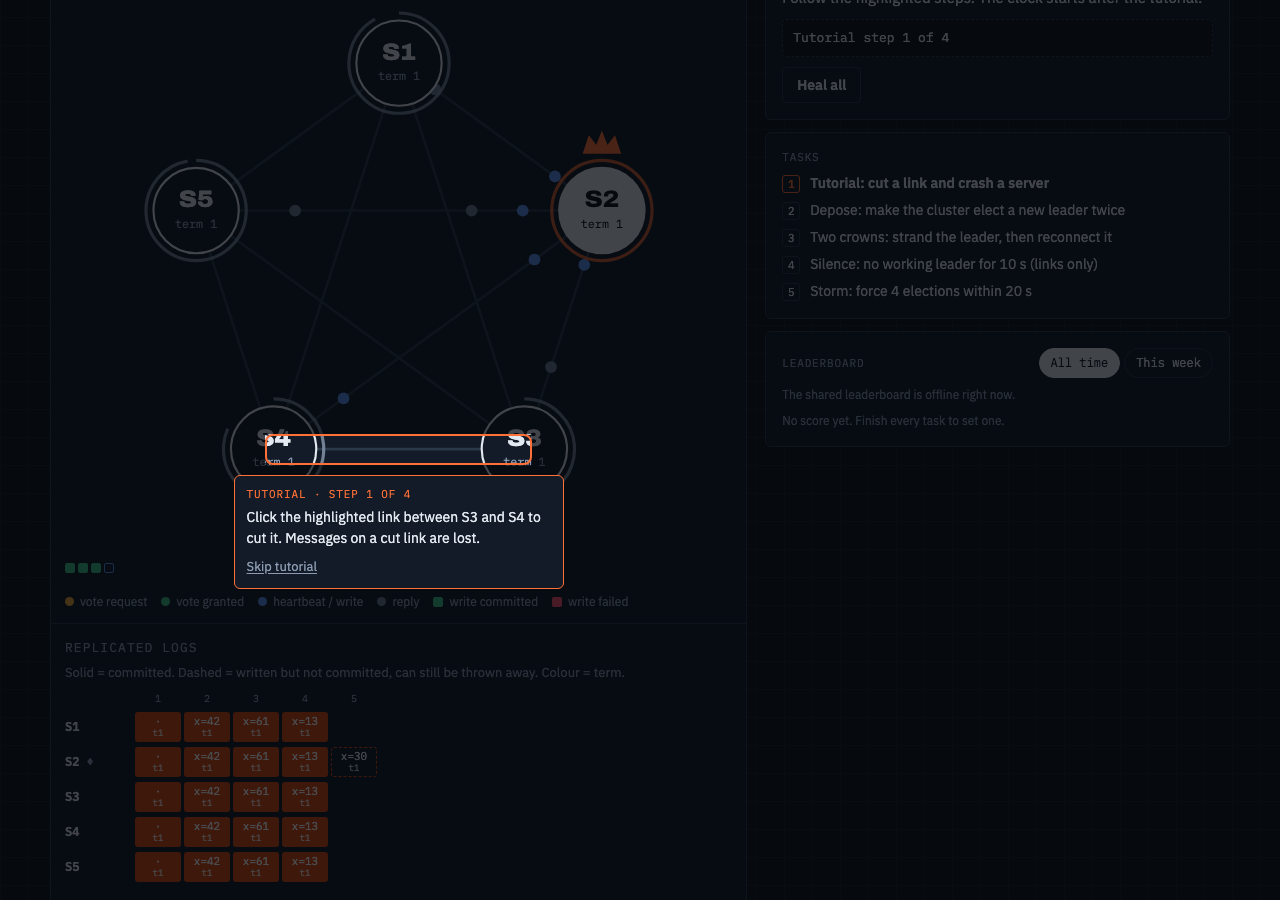 Follow the highlighted steps. The clock starts after the tutorial.
Tutorial step 1 of 4
Heal all
S1
term 1
S2
term 1
S5
term 1
S4
term 1
S3
term 1
TUTORIAL · STEP 1 OF 4
Click the highlighted link between S3 and S4 to
cut it. Messages on a cut link are lost.
Skip tutorial
vote request
vote granted
heartbeat / write
reply
write committed
write failed
TASKS
1 Tutorial: cut a link and crash a server
2 Depose: make the cluster elect a new leader twice
3 Two crowns: strand the leader, then reconnect it
4 Silence: no working leader for 10 s (links only)
5 Storm: force 4 elections within 20 s
LEADERBOARD
All time
This week
The shared leaderboard is offline right now.
No score yet. Finish every task to set one.
REPLICATED LOGS
Solid = committed. Dashed = written but not committed, can still be thrown away. Colour = term.
1 2 3 4 5
S1 · x=42 x=61 x=13
t1 t1 t1 t1
S2 ♦ · x=42 x=61 x=13 x=30
t1 t1 t1 t1 t1
S3 · x=42 x=61 x=13
t1 t1 t1 t1
S4 · x=42 x=61 x=13
t1 t1 t1 t1
S5 · x=42 x=61 x=13
t1 t1 t1 t1